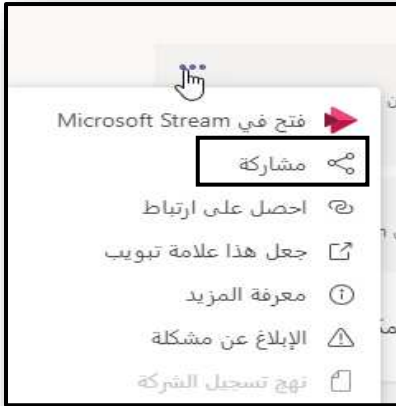 فتح في Microsoft Stream
مشاركة
احصل على ارتباط
جعل هذا علامة تبويب
معرفة المزيد
الإبلاغ عن مشكلة
نهج تسجيل الشركة